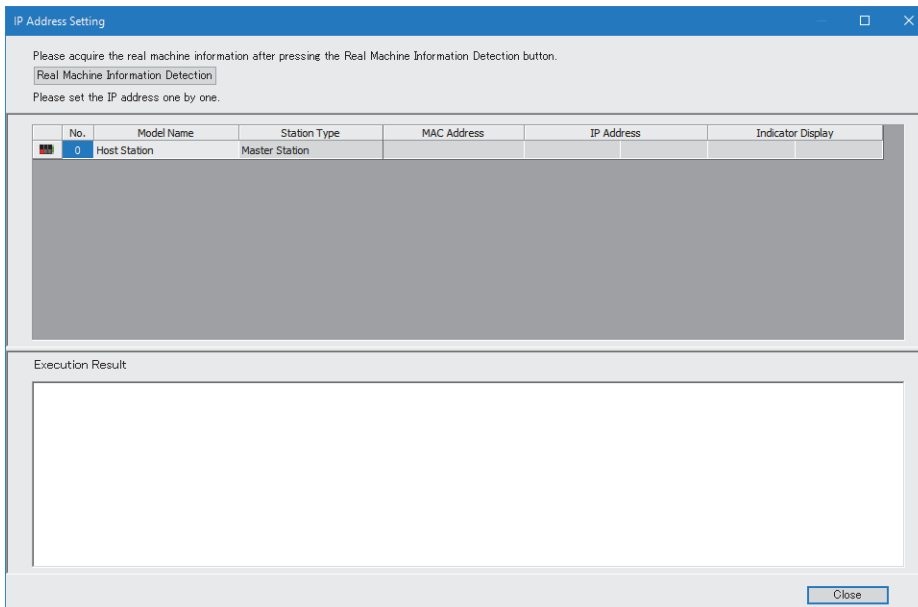 IP Address Setting
Please acquire the real machine information after pressing the Real Machine Information Detection button.
Real Machine Information Detection
Please set the IP address one by one.
No. Model Name Station Type MAC Address IP Address Indicator Display
0 Host Station Master Station
Execution Result
Close